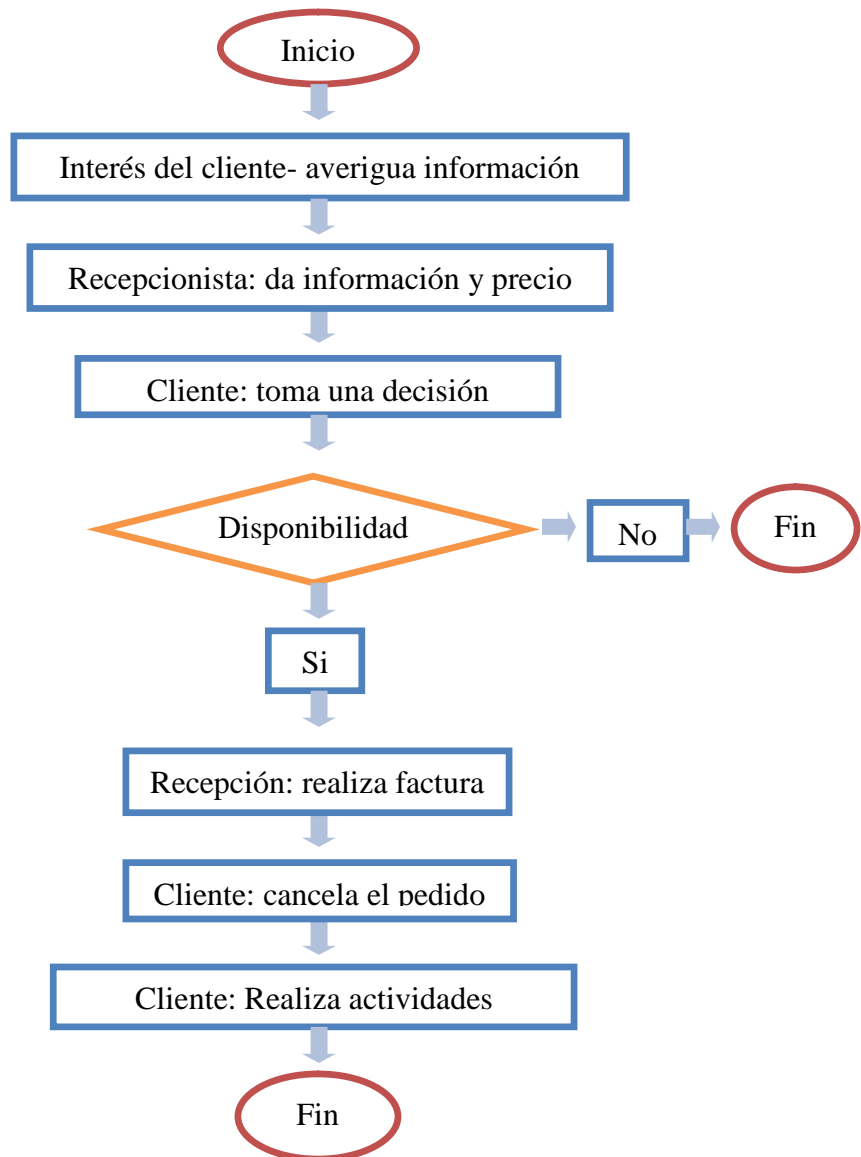 Inicio
Interés del cliente- averigua información
Recepcionista: da información y precio
Cliente: toma una decisión
Disponibilidad
No
Fin
Si
Recepción: realiza factura
Cliente: cancela el pedido
Cliente: Realiza actividades
Fin